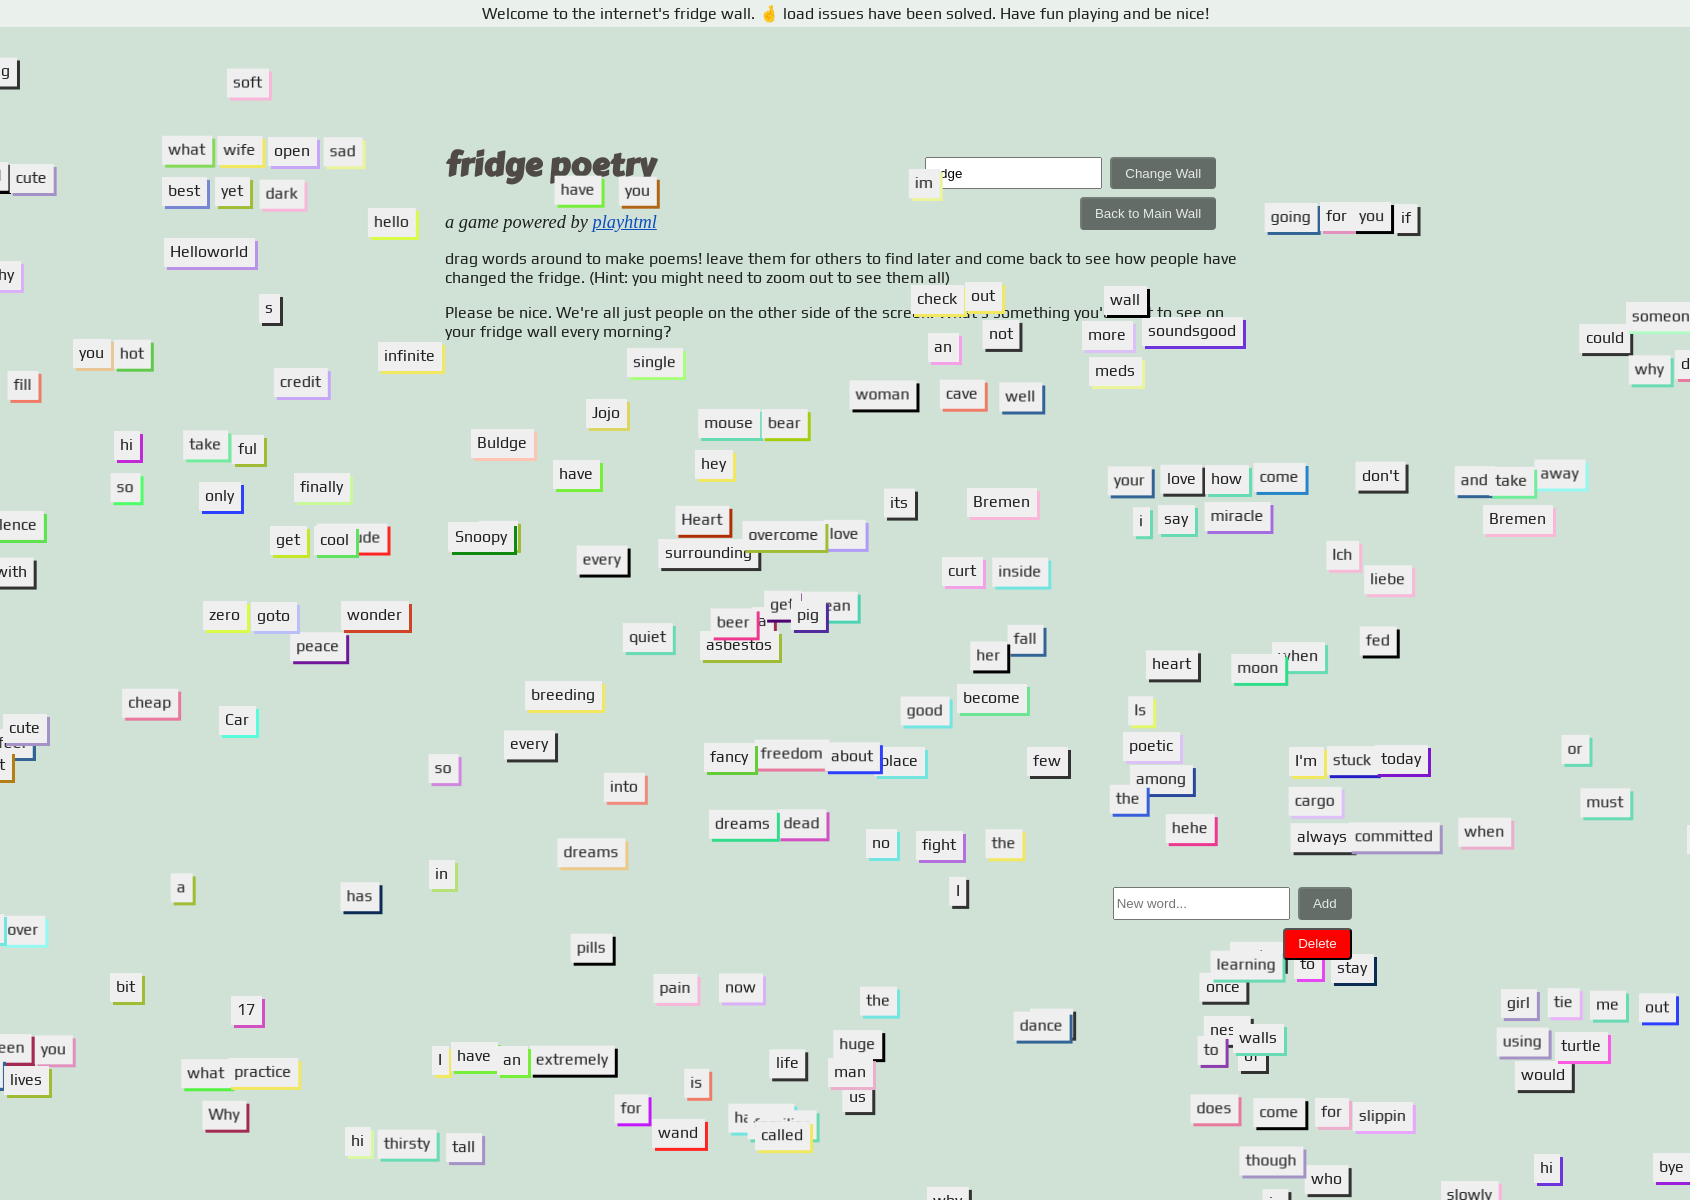 Welcome to the internet's fridge wall. 🤞 load issues have been solved. Have fun playing and be nice!
g
soft
what wife open sad
cute
best yet dark
hello
Helloworld
hy
s
fridge poetry
have you
a game powered by playhtml
im dge
Change Wall
Back to Main Wall
going for you if
drag words around to make poems! leave them for others to find later and come back to see how people have
changed the fridge. (Hint: you might need to zoom out to see them all)
check out
wall
Please be nice. We're all just people on the other side of the
your fridge wall every morning?
to see on
not
more soundsgood
an
meds
someon
could
why
you hot
infinite
single
fill
credit
woman cave well
Jojo
mouse bear
Buldge
hi
take ful
hey
have
so
only
finally
your love how come
don't
and take away
its
Bremen
i say miracle
Bremen
lence
get cool ude
Snoopy
Heart
overcome love
surrounding
every
with
curt inside
Ich
liebe
zero goto wonder
peace
get ean
beer a pig
asbestos
quiet
fall
her
fed
heart
moon when
cheap
Car
breeding
good become
Is
cute
every
poetic
so
fancy freedom about place
few
among
the
I'm stuck today
or
into
cargo
must
hehe
dreams dead
always committed when
no fight the
dreams
in
a
has
I
New word...
Add
Delete
over
pills
learning to stay
once
bit
pain now
17
the
girl tie me out
dance
nes
walls
to of
using turtle
would
een you
lives
I have an extremely
huge
life
man
us
what practice
is
Why
for
wand
ha
called
does come for slippin
hi thirsty tall
though
who
hi
bye
slowly
why